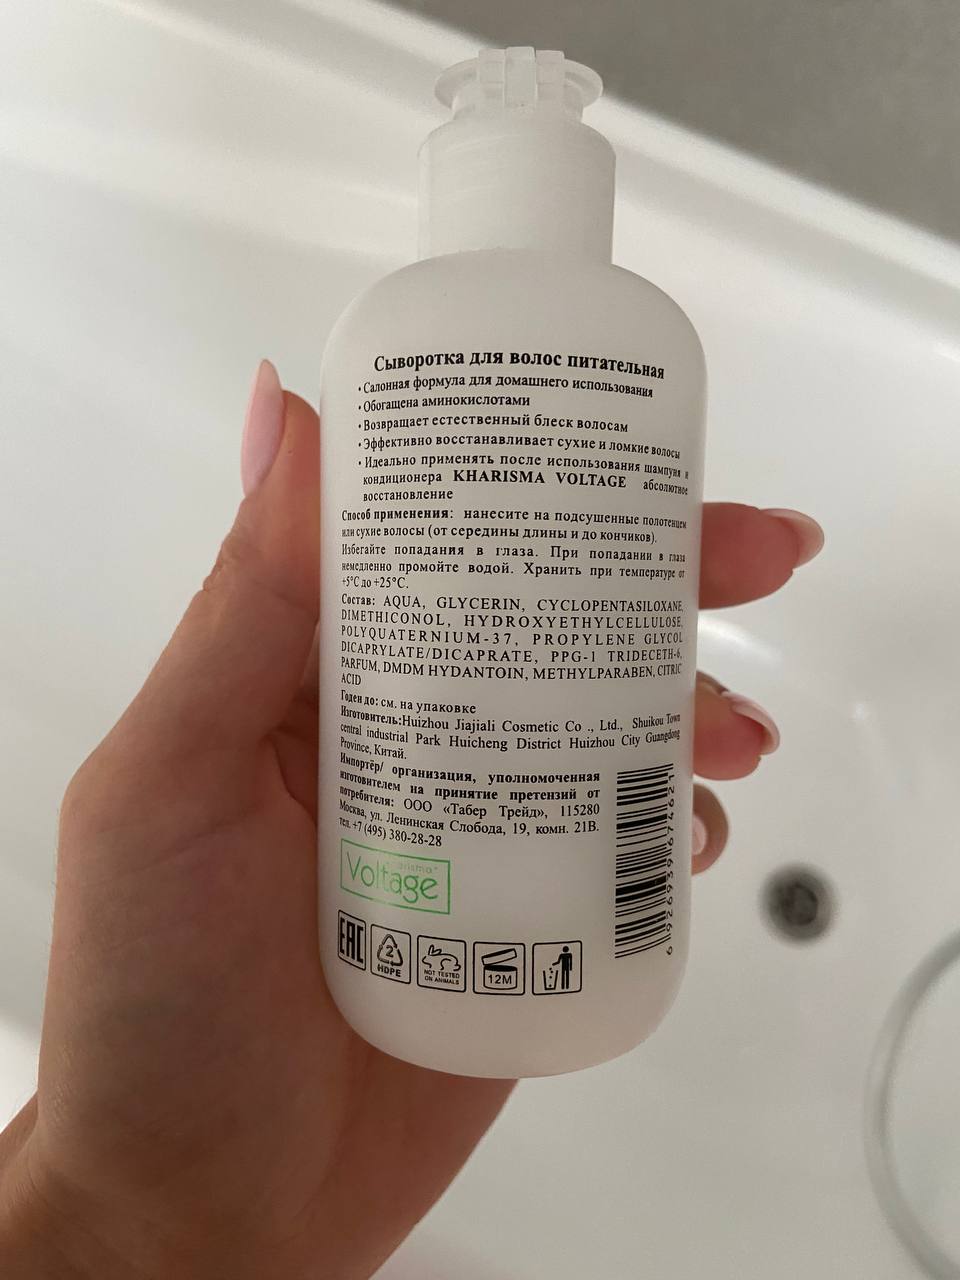 Сыворотка для волос питательная
• Салонная формула для домашнего использования
• Обогащена аминокислотами
• Возвращает естественный блеск волосам
• Эффективно восстанавливает сухие и ломкие волосы
• Идеально применять после использования шампуня и
кондиционера KHARISMA VOLTAGE абсолютное
восстановление
Способ применения: нанесите на подсушенные полотенцем
или сухие волосы (от середины длины и до кончиков).
Избегайте попадания в глаза. При попадании в глаза
немедленно промойте водой. Хранить при температуре от
+5°С до +25°С.
Состав: AQUA, GLYCERIN, CYCLOPENTASILOXANE,
DIMETHICONOL, HYDROXYETHYLCELLULOSE,
POLYQUATERNIUM-37, PROPYLENE GLYCOL
DICAPRYLATE/DICAPRATE, PPG-1 TRIDECETH-6,
PARFUM, DMDM HYDANTOIN, METHYLPARABEN, CITRIC
ACID
Годен до: см. на упаковке
Изготовитель:Huizhou Jiajiali Cosmetic Co ., Ltd., Shuikou Town
central industrial Park Huicheng District Huizhou City Guangdong
Province, Китай.
Импортёр/ организация, уполномоченная
изготовителем на принятие претензий от
потребителя: ООО «Табер Трейд», 115280
Москва, ул. Ленинская Слобода, 19, комн. 21В.
тел. +7 (495) 380-28-28
Voltage
EAC
2
HDPE
NOT TESTED
ON ANIMALS
12M
6926939674621